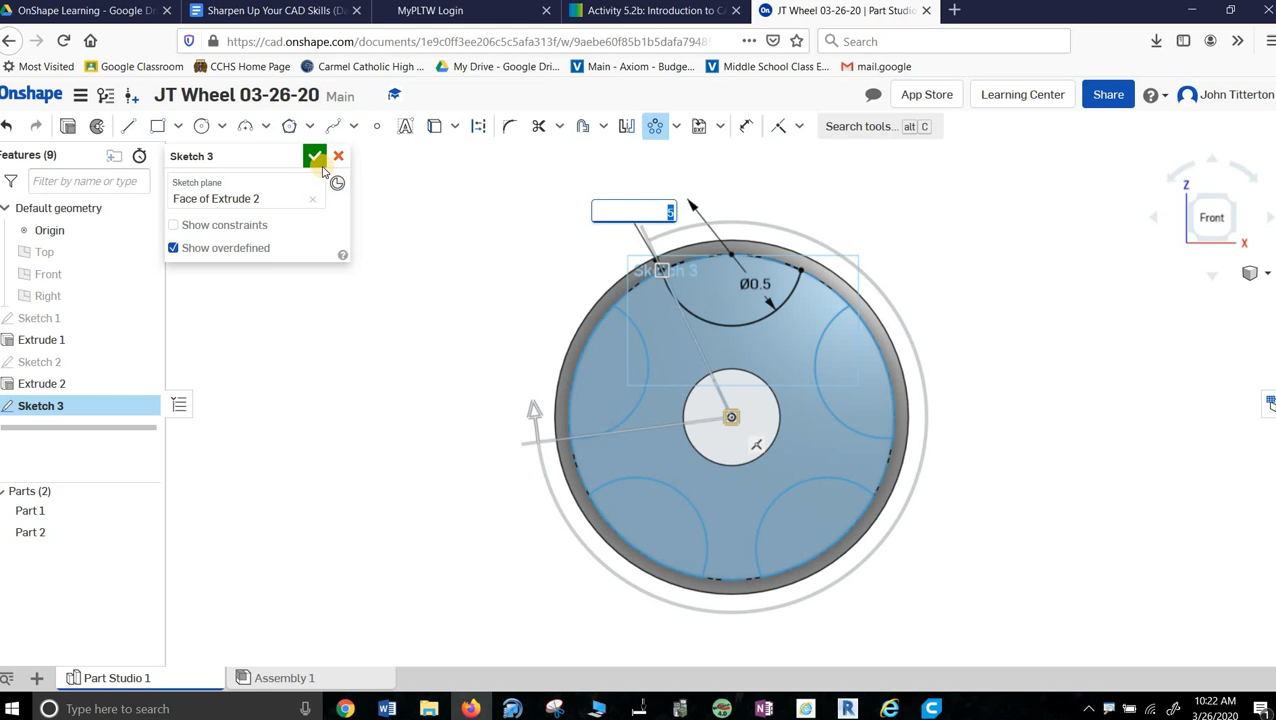 OnShape Learning - Google Driv
Sharpen Up Your CAD Skills (Da
MyPLTW Login
Activity 5.2b: Introduction to C
JT Wheel 03-26-20 | Part Studio
https://cad.onshape.com/documents/1e9c0ff3ee206c5c5afa313f/w/9aebe60f85b1b5dafa7948
Search
Most Visited
Google Classroom
CCHS Home Page
Carmel Catholic High ...
My Drive - Google Dri...
Main - Axiom - Budge...
Middle School Class E...
mail.google
Onshape
JT Wheel 03-26-20 Main
App Store
Learning Center
Share
John Titterton
Search tools... alt C
Features (9)
Filter by name or type
Default geometry
Origin
Top
Front
Right
Sketch 1
Extrude 1
Sketch 2
Extrude 2
Sketch 3
Parts (2)
Part 1
Part 2
Sketch 3
Sketch plane
Face of Extrude 2
Show constraints
Show overdefined
5
Sketch 3
Ø0.5
Z
Front
X
Part Studio 1
Assembly 1
Type here to search
10:22 AM
3/26/2020